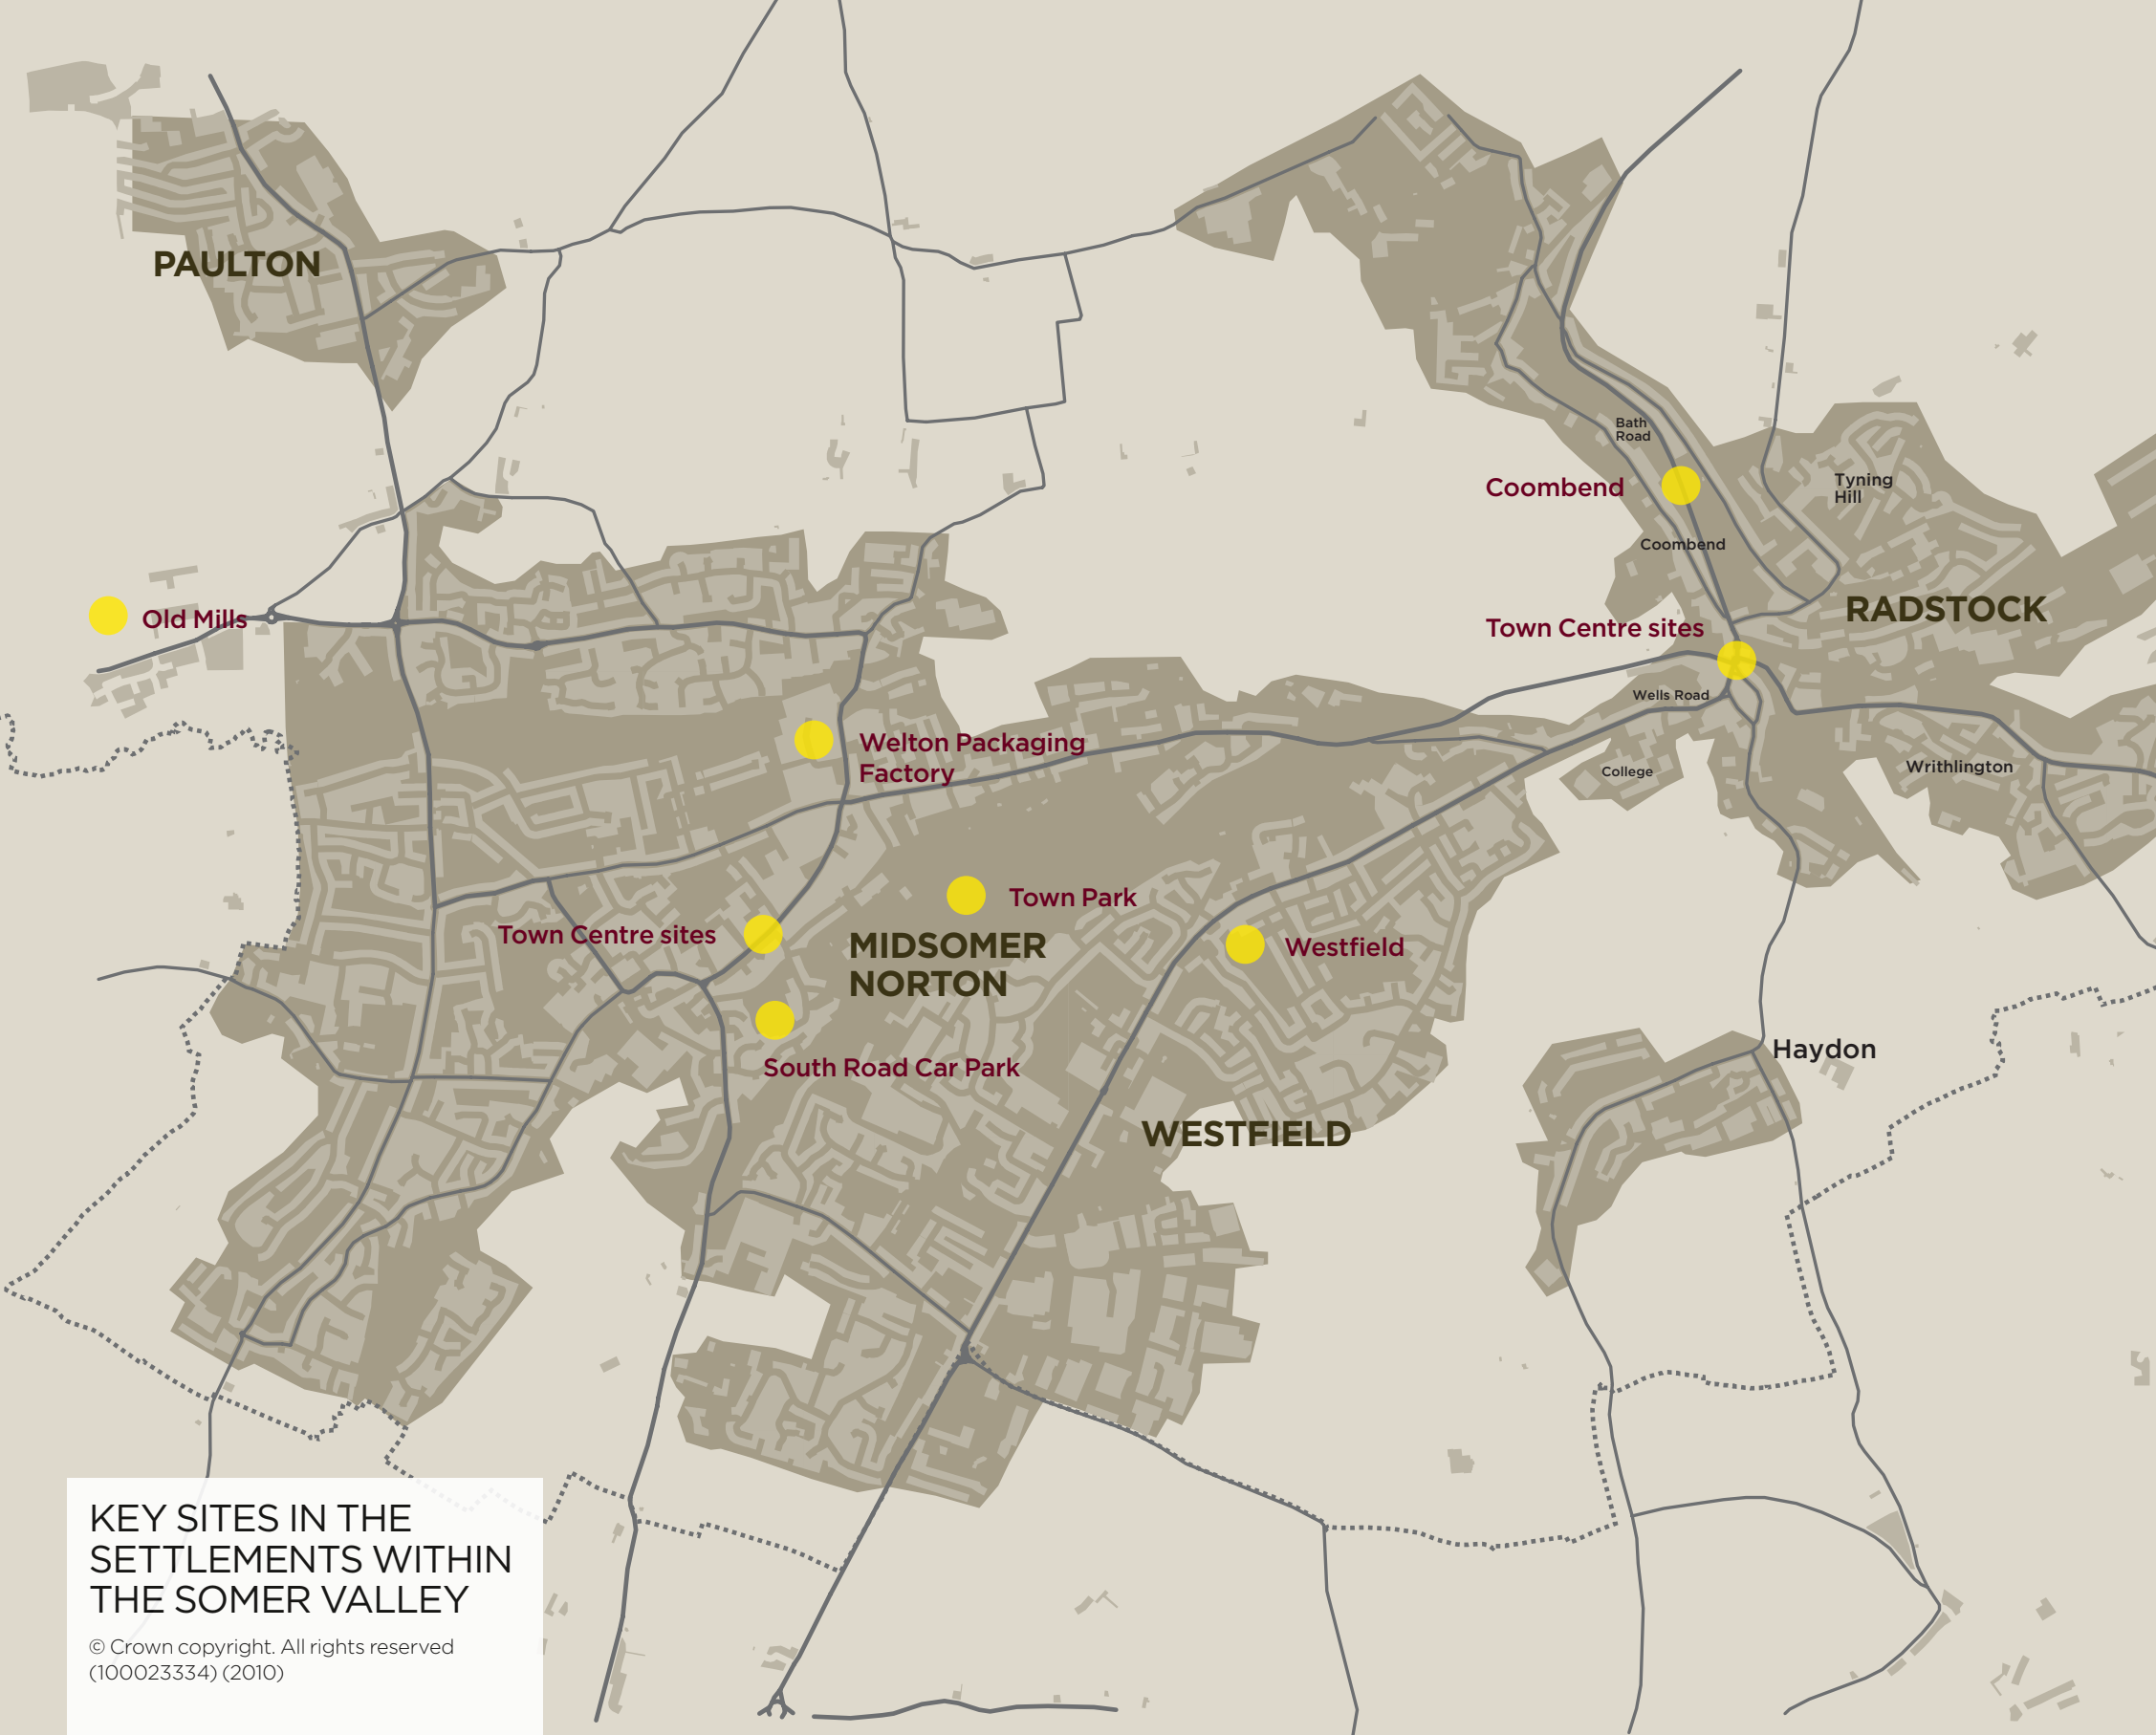 PAULTON
Bath
Road
Coombend
Tyning
Hill
Coombend
Old Mills
RADSTOCK
Town Centre sites
Wells Road
Welton Packaging
Factory
College
Writhlington
Town Park
Town Centre sites
MIDSOMER
NORTON
Westfield
South Road Car Park
Haydon
WESTFIELD
KEY SITES IN THE
SETTLEMENTS WITHIN
THE SOMER VALLEY
© Crown copyright. All rights reserved
(100023334) (2010)